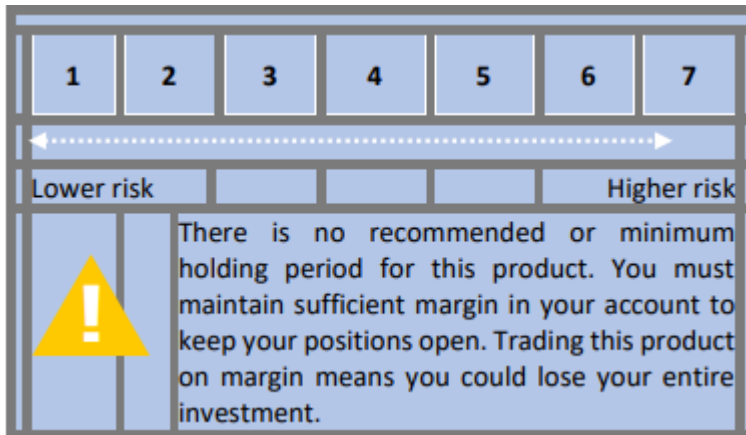 1 2 3 4 5 6 7
Lower risk Higher risk
There is no recommended or minimum
holding period for this product. You must
maintain sufficient margin in your account to
keep your positions open. Trading this product
on margin means you could lose your entire
investment.